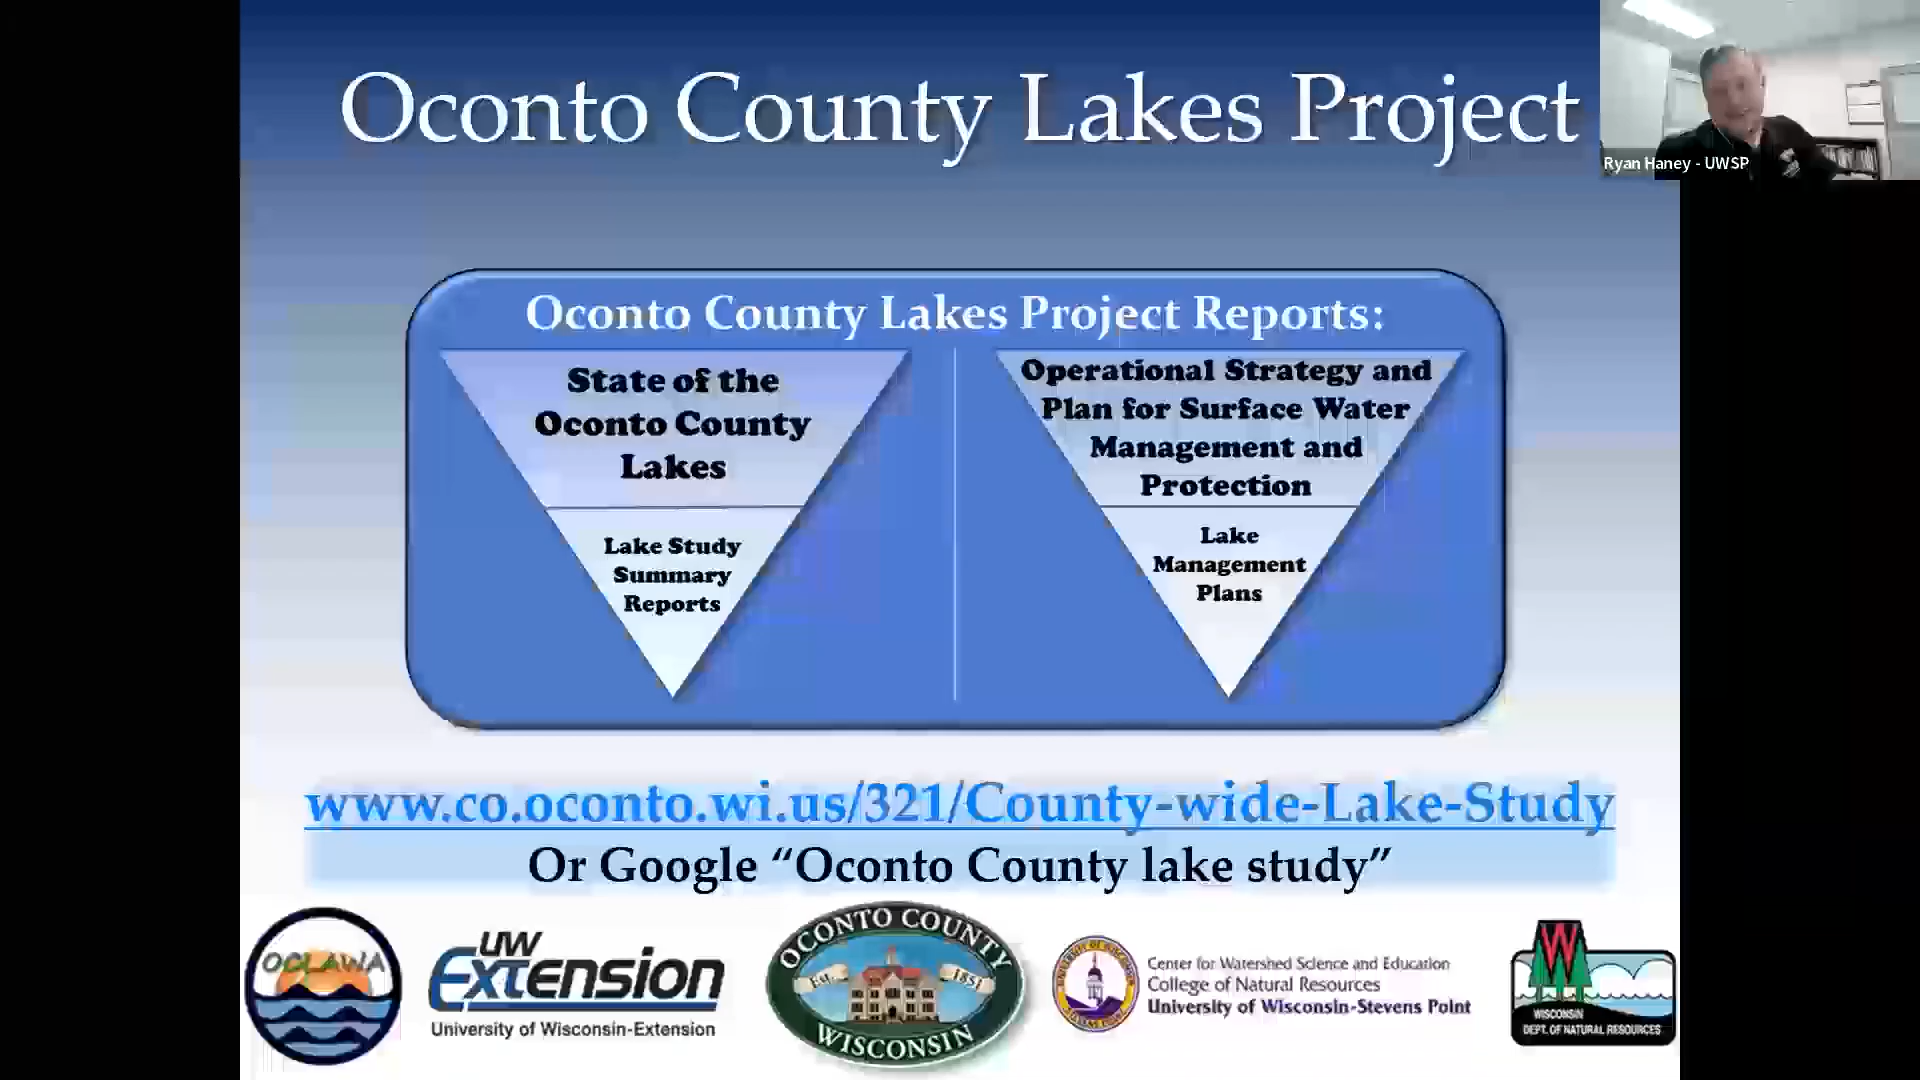 Oconto County Lakes Project
Ryan Haney - UWSP
Oconto County Lakes Project Reports:
State of the
Oconto County
Lakes
Lake Study
Summary
Reports
Operational Strategy and
Plan for Surface Water
Management and
Protection
Lake
Management
Plans
www.co.oconto.wi.us/321/County-wide-Lake-Study
Or Google “Oconto County lake study”
OCLAWA
UW
Extension
University of Wisconsin-Extension
OCONTO COUNTY
Est. 1851
WISCONSIN
Center for Watershed Science and Education
College of Natural Resources
University of Wisconsin-Stevens Point
W
WISCONSIN
DEPT. OF NATURAL RESOURCES